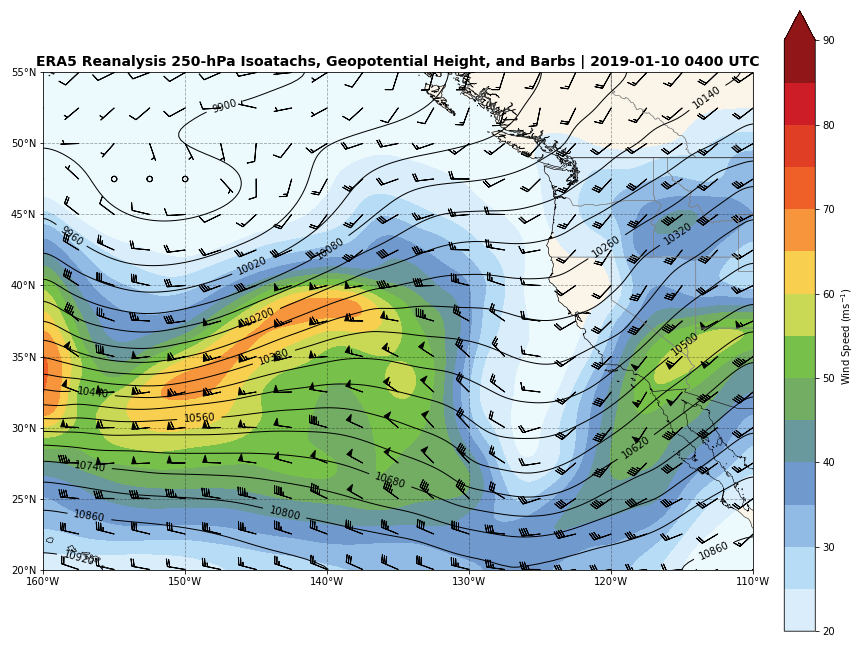 ERA5 Reanalysis 250-hPa Isoatachs, Geopotential Height, and Barbs | 2019-01-10 0400 UTC
90
55°N
9900
10140
50°N
80
45°N
9960
10020
10080
10260
10320
70
40°N
10200
60
Wind Speed (ms⁻¹)
35°N
10380
10500
10440
50
30°N
10560
10620
10740
10680
40
25°N
10860
10800
10920
10860
30
20°N
160°W 150°W 140°W 130°W 120°W 110°W
20